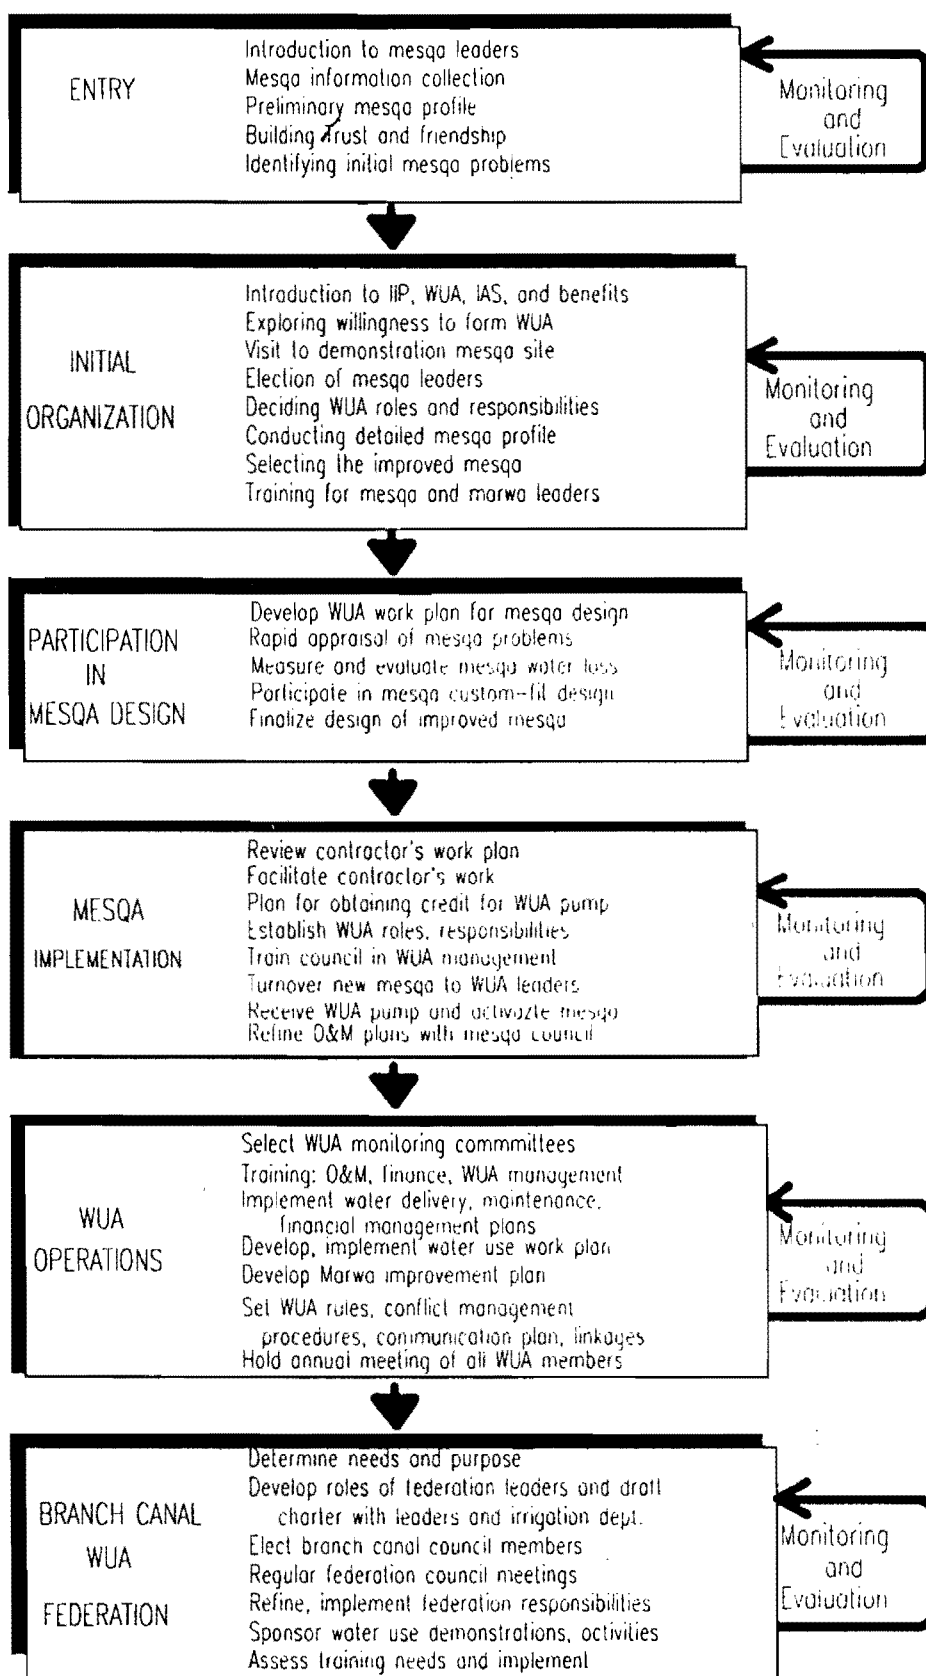 ENTRY
Introduction to mesqa leaders
Mesqa information collection
Preliminary mesqa profile
Building Trust and friendship
Identifying initial mesqa problems
Monitoring
and
Evaluation
INITIAL
ORGANIZATION
Introduction to IIP, WUA, IAS, and benefits
Exploring willingness to form WUA
Visit to demonstration mesqa site
Election of mesqa leaders
Deciding WUA roles and responsibilities
Conducting detailed mesqa profile
Selecting the improved mesqa
Training for mesqa and marwa leaders
Monitoring
and
Evaluation
PARTICIPATION
IN
MESQA DESIGN
Develop WUA work plan for mesqa design
Rapid appraisal of mesqa problems
Measure and evaluate mesqa water loss
Participate in mesqa custom-fit design
Finalize design of improved mesqa
Monitoring
and
Evaluation
MESQA
IMPLEMENTATION
Review contractor's work plan
Facilitate contractor's work
Plan for obtaining credit for WUA pump
Establish WUA roles, responsibilities
Train council in WUA management
Turnover new mesqa to WUA leaders
Receive WUA pump and activazte mesqa
Refine O&M plans with mesqa council
Monitoring
and
Evaluation
WUA
OPERATIONS
Select WUA monitoring commmittees
Training: O&M, finance, WUA management
Implement water delivery, maintenance,
financial management plans
Develop, implement water use work plan
Develop Marwa improvement plan
Set WUA rules, conflict management
procedures, communication plan, linkages
Hold annual meeting of all WUA members
Monitoring
and
Evaluation
BRANCH CANAL
WUA
FEDERATION
Determine needs and purpose
Develop roles of federation leaders and draft
charter with leaders and irrigation dept.
Elect branch canal council members
Regular federation council meetings
Refine, implement federation responsibilities
Sponsor water use demonstrations, activities
Assess training needs and implement
Monitoring
and
Evaluation